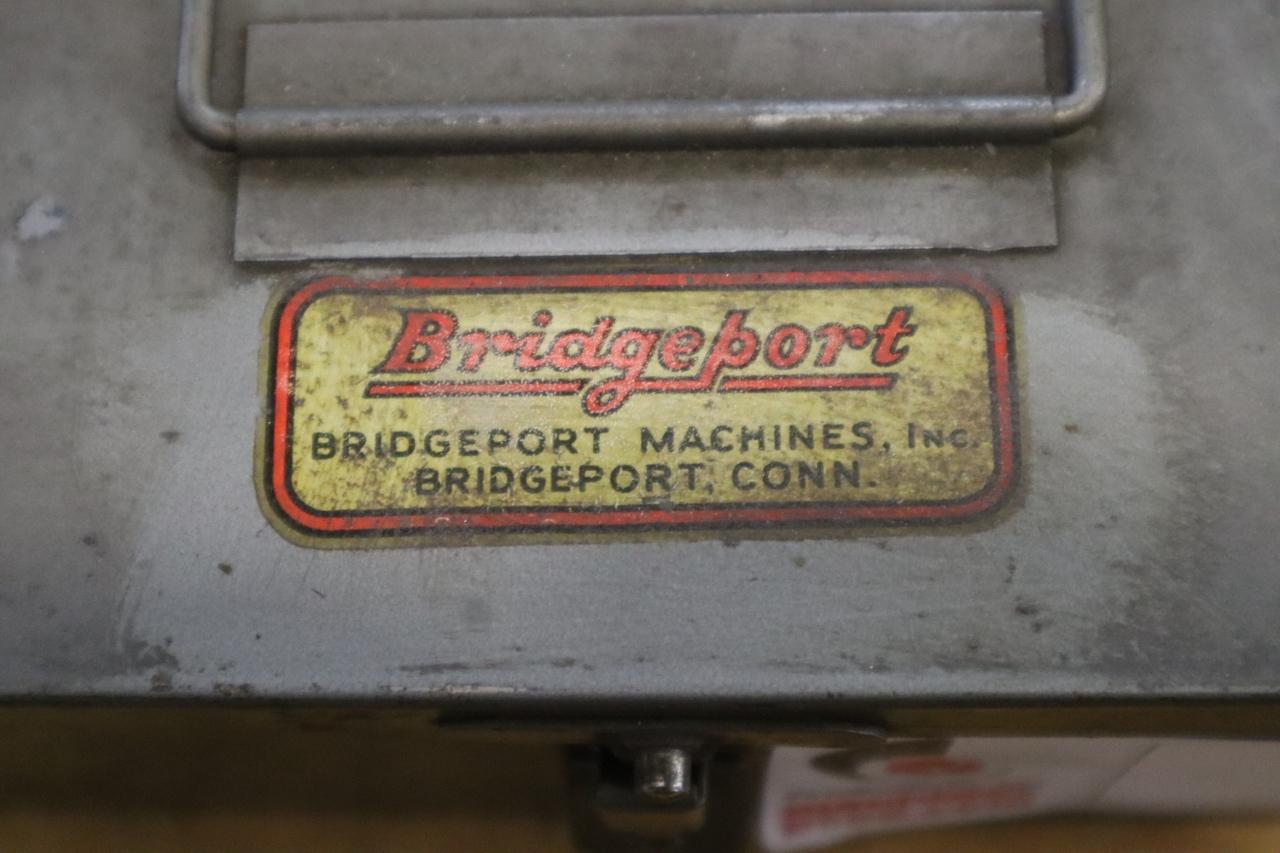 Bridgeport
BRIDGEPORT MACHINES, INC.
BRIDGEPORT, CONN.